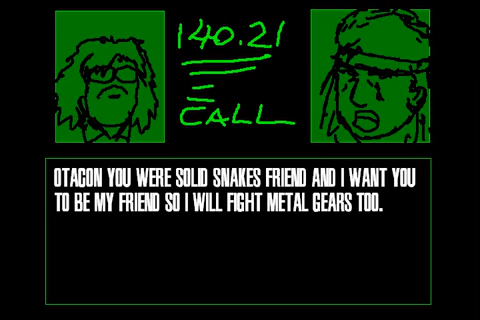 140.21
CALL
OTACON YOU WERE SOLID SNAKES FRIEND AND I WANT YOU
TO BE MY FRIEND SO I WILL FIGHT METAL GEARS TOO.